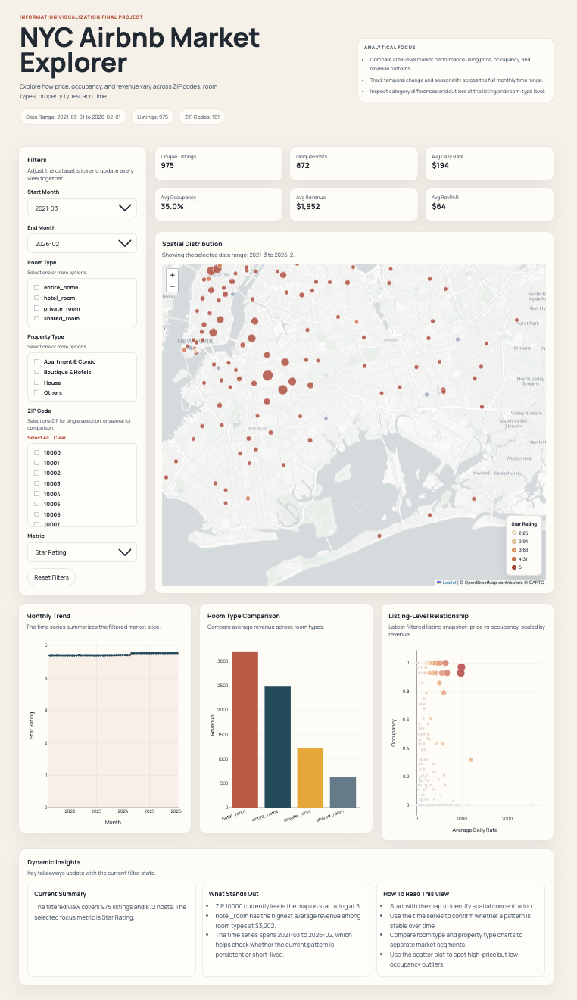 INFORMATION VISUALIZATION FINAL PROJECT
NYC Airbnb Market
Explorer
Explore how price, occupancy, and revenue vary across ZIP codes, room
types, property types, and time.
Date Range: 2021-03-01 to 2026-02-01
Listings: 975
ZIP Codes: 161
ANALYTICAL FOCUS
Compare area-level market performance using price, occupancy, and
revenue patterns.
Track temporal change and seasonality across the full monthly time range.
Inspect category differences and outliers at the listing and room-type level.
Filters
Adjust the dataset slice and update every
view together.
Start Month
2021-03
End Month
2026-02
Room Type
Select one or more options.
entire_home
hotel_room
private_room
shared_room
Property Type
Select one or more options.
Apartment & Condo
Boutique & Hotels
House
Others
ZIP Code
Select one ZIP for single selection, or several for
comparison.
Select All Clear
10000
10001
10002
10003
10004
10005
10006
10007
Metric
Star Rating
Reset Filters
Unique Listings
975
Unique Hosts
872
Avg Daily Rate
$194
Avg Occupancy
35.0%
Avg Revenue
$1,952
Avg RevPAR
$64
Spatial Distribution
Showing the selected date range: 2021-3 to 2026-2.
+
−
North N
Hyde P
New Hy
Floral Park
Elmont
QUEENS
North Valley
Stream
Valley Stream
South Valley
Stream
Hewlett
BROOKLYN
Woodmere
Inwood
Cedarhurst
Star Rating
2.25
2.94
3.63
4.31
5
Leaflet | © OpenStreetMap contributors © CARTO
Monthly Trend
The time series summarizes the filtered market slice.
5
4
3
2
1
0
Star Rating
2022
2023
2024
2025
2026
Month
Room Type Comparison
Compare average revenue across room types.
3000
2500
2000
1500
1000
500
0
Revenue
hotel_room
entire_home
private_room
shared_room
Listing-Level Relationship
Latest filtered listing snapshot: price vs occupancy, scaled by
revenue.
1
0.8
0.6
0.4
0.2
0
Occupancy
0
1000
2000
Average Daily Rate
Dynamic Insights
Key takeaways update with the current filter state.
Current Summary
The filtered view covers 975 listings and 872 hosts. The
selected focus metric is Star Rating.
What Stands Out
ZIP 10000 currently leads the map on star rating at 5.
hotel_room has the highest average revenue among
room types at $3,202.
The time series spans 2021-03 to 2026-02, which
helps check whether the current pattern is
persistent or short-lived.
How To Read This View
Start with the map to identify spatial concentration.
Use the time series to confirm whether a pattern is
stable over time.
Compare room type and property type charts to
separate market segments.
Use the scatter plot to spot high-price but low-
occupancy outliers.